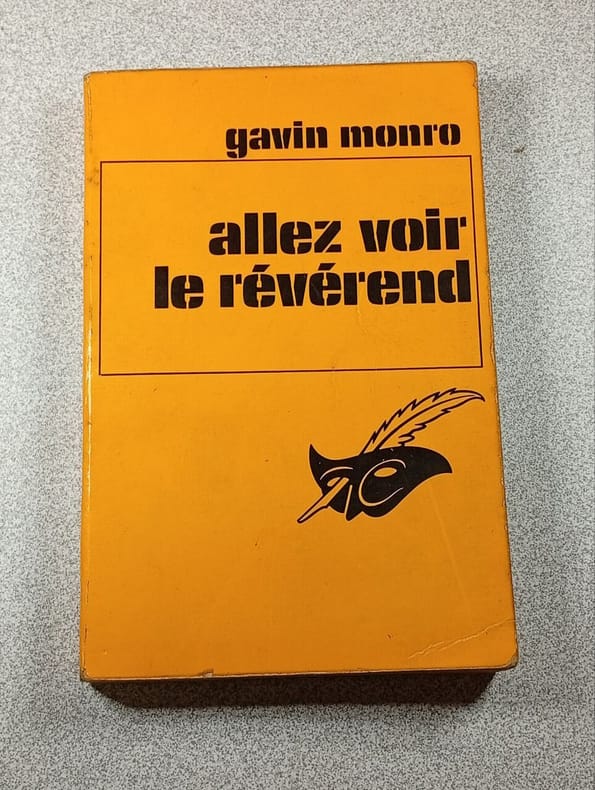 gavin monro
allez voir
le révérend